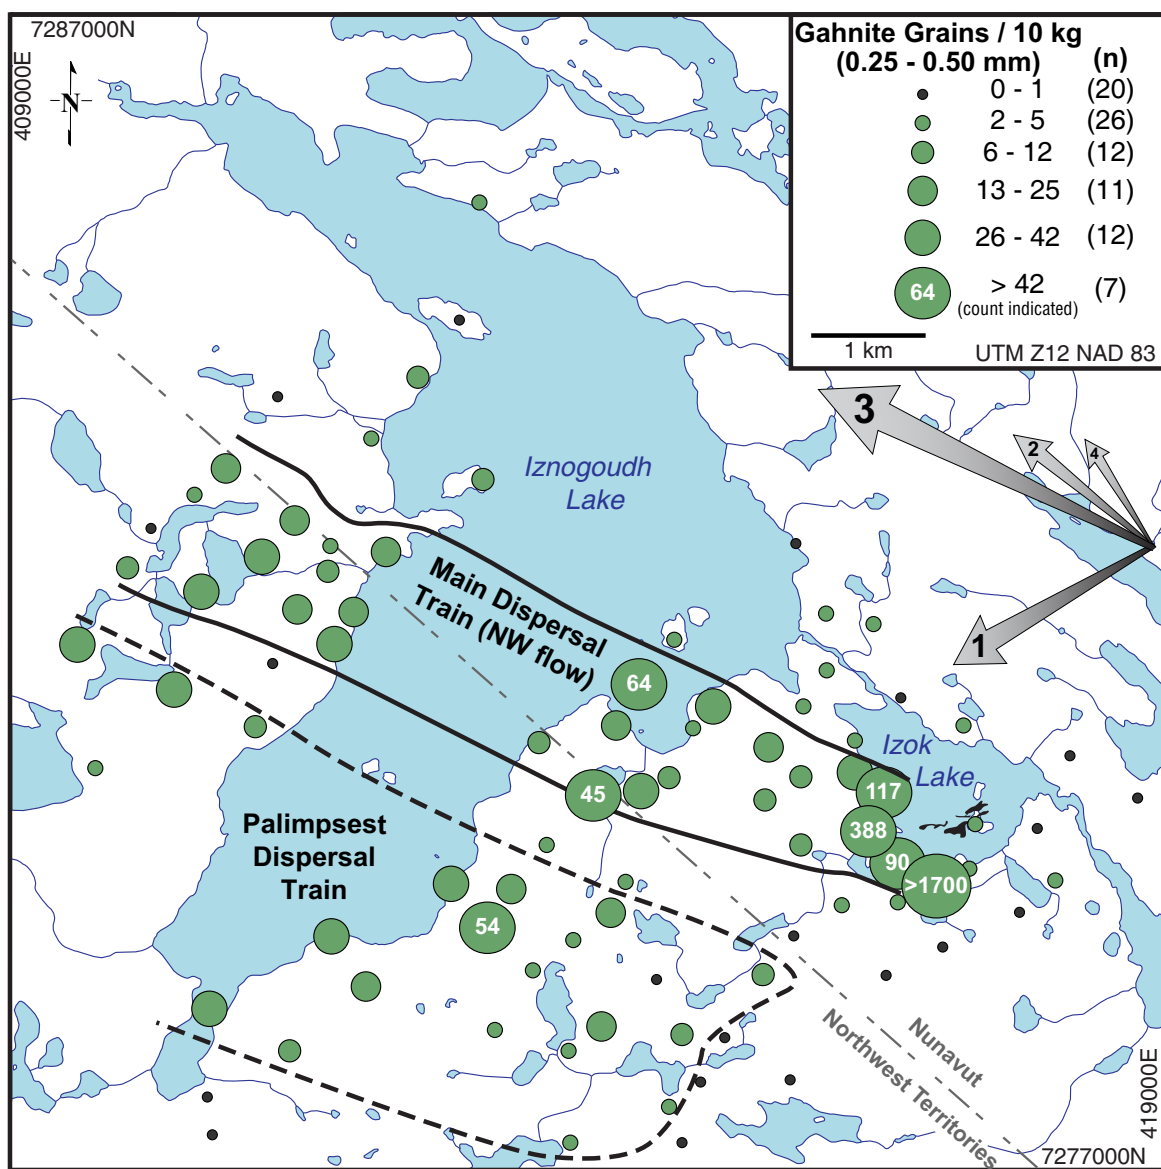 7287000N
409000E
N
Gahnite Grains / 10 kg
(0.25 - 0.50 mm) (n)
0 - 1 (20)
2 - 5 (26)
6 - 12 (12)
13 - 25 (11)
26 - 42 (12)
64 > 42 (7)
(count indicated)
1 km
UTM Z12 NAD 83
3
2
4
1
Iznogoudh
Lake
Main Dispersal
Train (NW flow)
64
45
Izok
Lake
117
388
90
>1700
Palimpsest
Dispersal
Train
54
Nunavut
Northwest Territories
419000E
7277000N